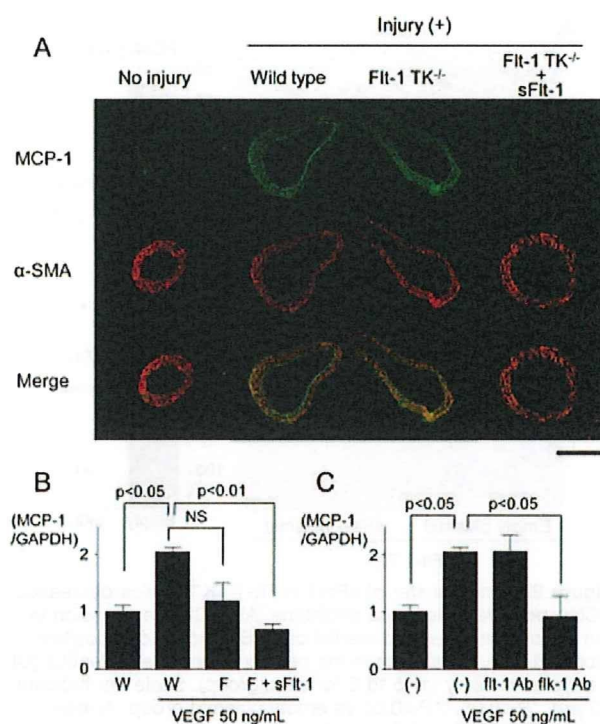 A
Injury (+)
No injury
Wild type
Flt-1 TK-/-
Flt-1 TK-/-
+
sFlt-1
MCP-1
α-SMA
Merge
B
p<0.05
p<0.01
NS
(MCP-1
/GAPDH)
2
1
0
W
W
F
F + sFlt-1
VEGF 50 ng/mL
C
p<0.05
p<0.05
(MCP-1
/GAPDH)
2
1
0
(-)
(-)
flt-1 Ab
flk-1 Ab
VEGF 50 ng/mL